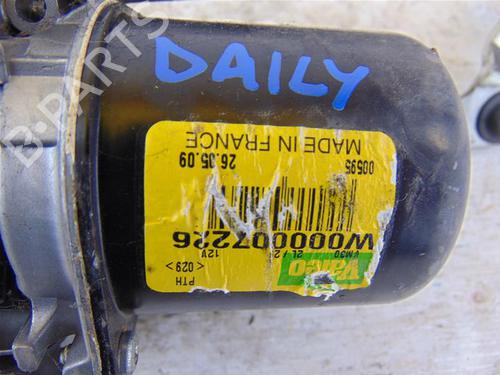 DAILY
MADE IN FRANCE
26.05.09
00595
W000007226
12V
< 029 >
PTH
Valeo
B-PARTS